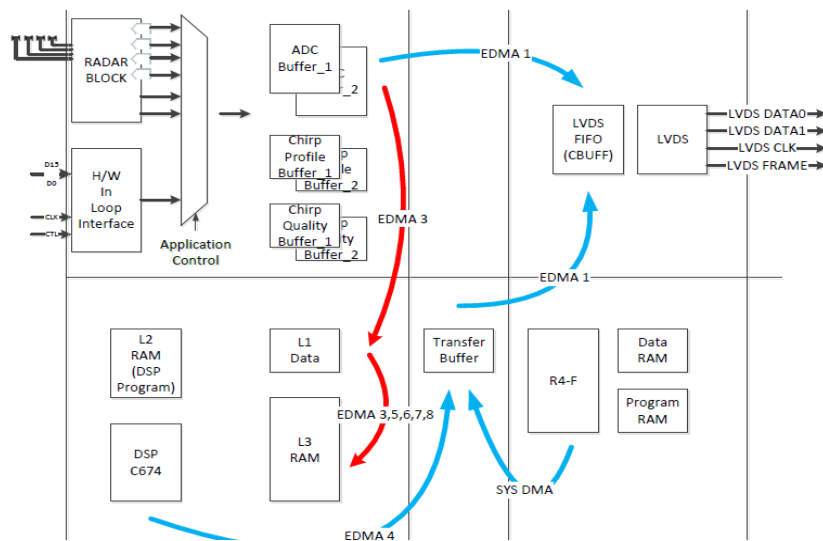 RADAR
BLOCK
ADC
Buffer_1
_2
EDMA 1
LVDS
FIFO
(CBUFF)
LVDS
LVDS DATA0
LVDS DATA1
LVDS CLK
LVDS FRAME
D15
D0
CLK
CTL
H/W
In
Loop
Interface
Application
Control
Chirp
Profile
Buffer_1
Buffer_2
Chirp
Quality
Buffer_1
Buffer_2
EDMA 3
EDMA 1
L2
RAM
(DSP
Program)
L1
Data
Transfer
Buffer
R4-F
Data
RAM
Program
RAM
EDMA 3,5,6,7,8
L3
RAM
DSP
C674
SYS DMA
EDMA 4